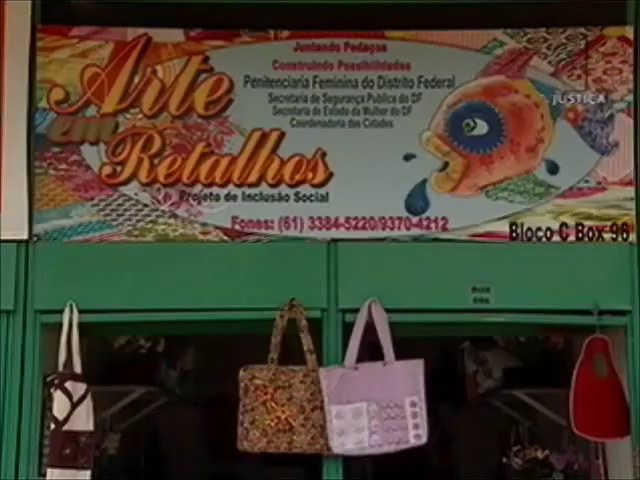 Juntando Pedaços
Construindo Possibilidades
Penitenciaria Feminina do Distrito Federal
Secretaria de Segurança Publica do DF
Secretaria de Estado da Mulher do DF
Coordenadoria das Cidades
JUSTIÇA
Arte
em
Retalhos
Projeto de Inclusão Social
Fones: (61) 3384-5220/9370-4212
Bloco C Box 96